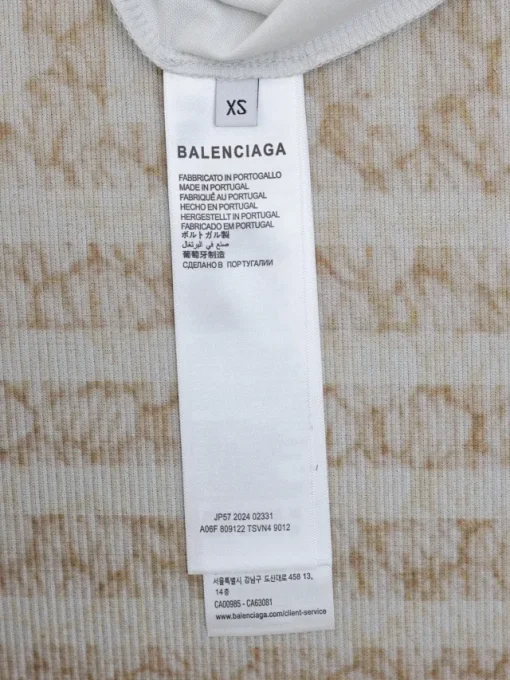 XS
BALENCIAGA
FABBRICATO IN PORTOGALLO
MADE IN PORTUGAL
FABRIQUÉ AU PORTUGAL
HECHO EN PORTUGAL
HERGESTELLT IN PORTUGAL
FABRICADO EM PORTUGAL
ポルトガル製
صنع في البرتغال
葡萄牙制造
СДЕЛАНО В ПОРТУГАЛИИ
JP57 2024 02331
A06F 809122 TSVN4 9012
서울특별시 강남구 도산대로 458 13,
14층
CA00985 - CA63081
www.balenciaga.com/client-service